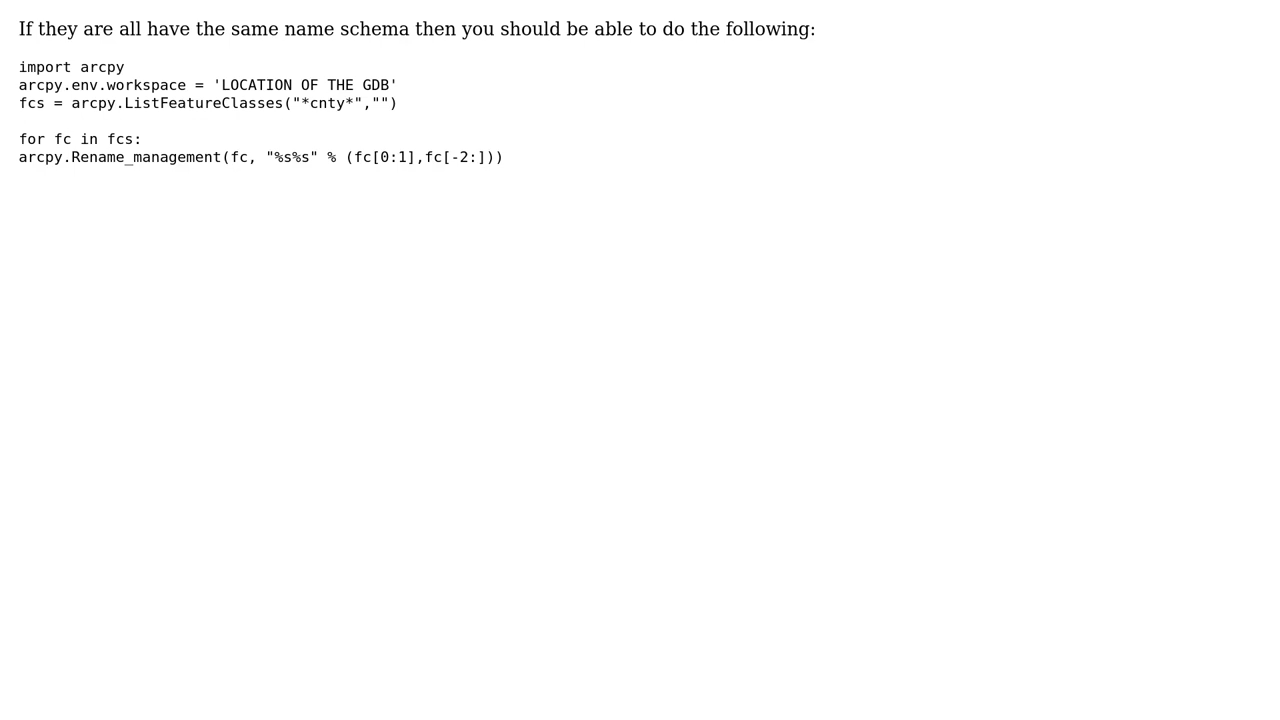 If they are all have the same name schema then you should be able to do the following:
import arcpy
arcpy.env.workspace = 'LOCATION OF THE GDB'
fcs = arcpy.ListFeatureClasses("*cnty*","")
for fc in fcs:
arcpy.Rename_management(fc, "%s%s" % (fc[0:1],fc[-2:]))